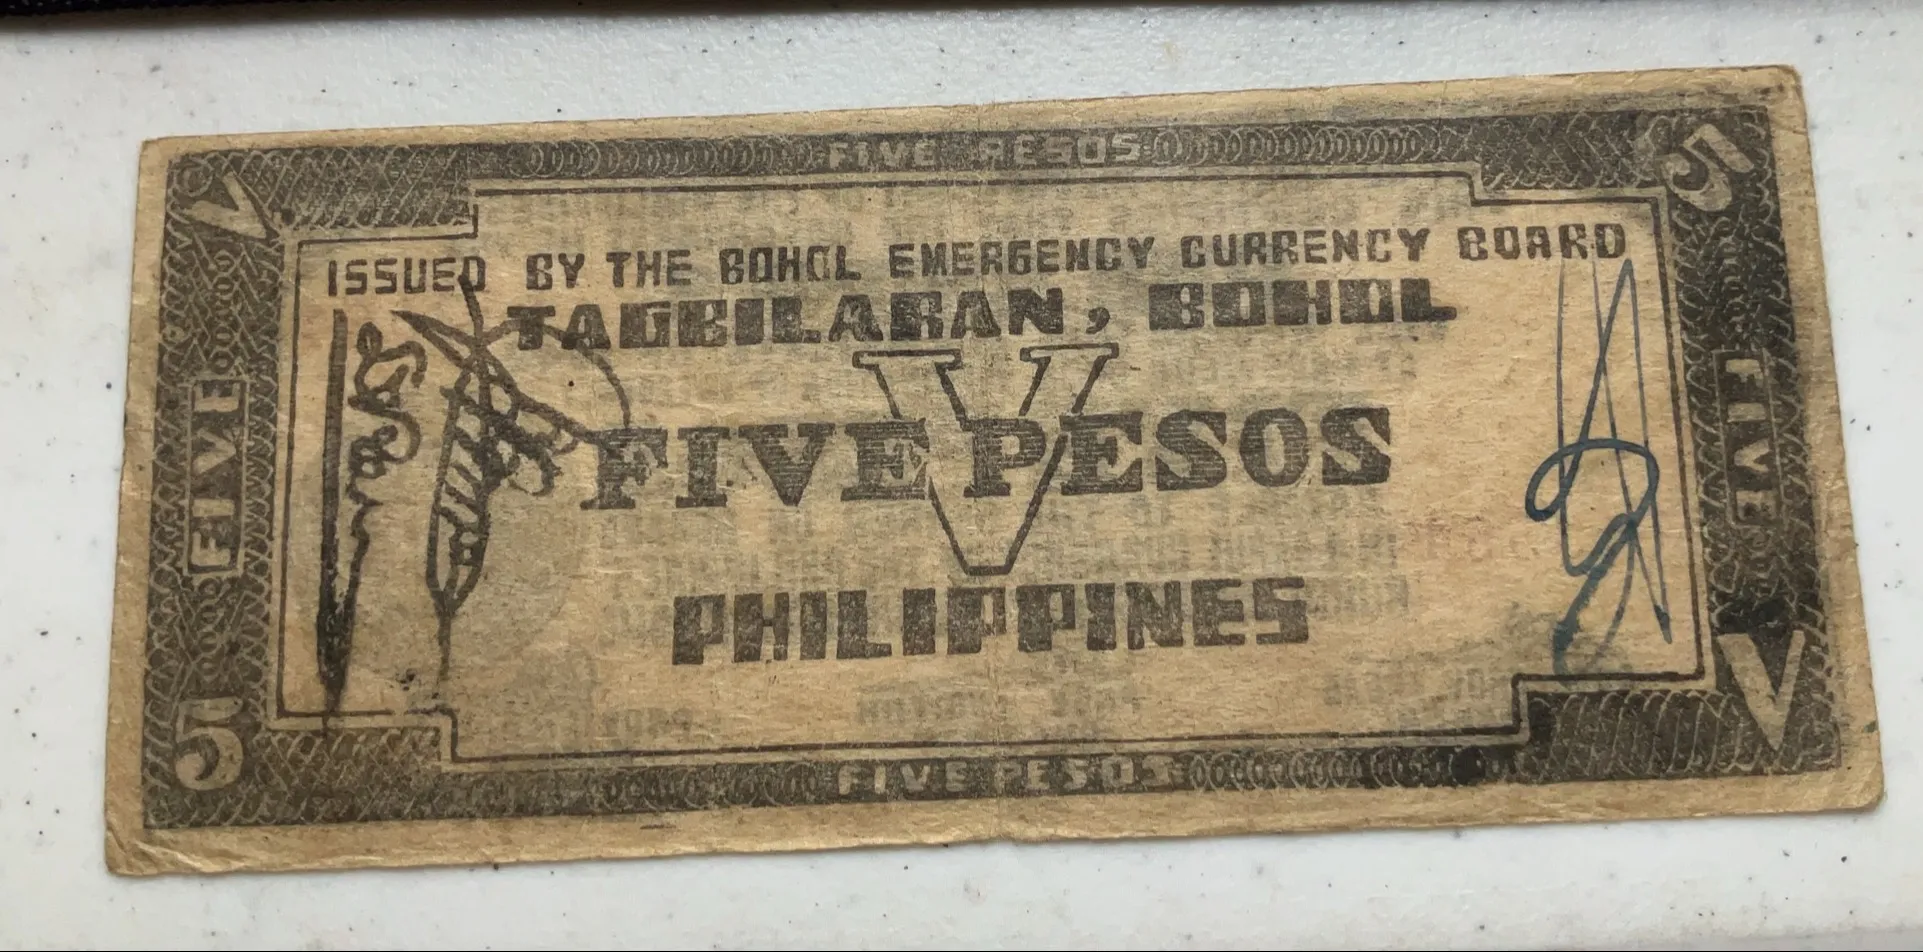 FIVE PESOS
V
5
ISSUED BY THE BOHOL EMERGENCY CURRENCY BOARD
TAGBILARAN, BOHOL
V
FIVE PESOS
PHILIPPINES
FIVE
FIVE
5
V
FIVE PESOS